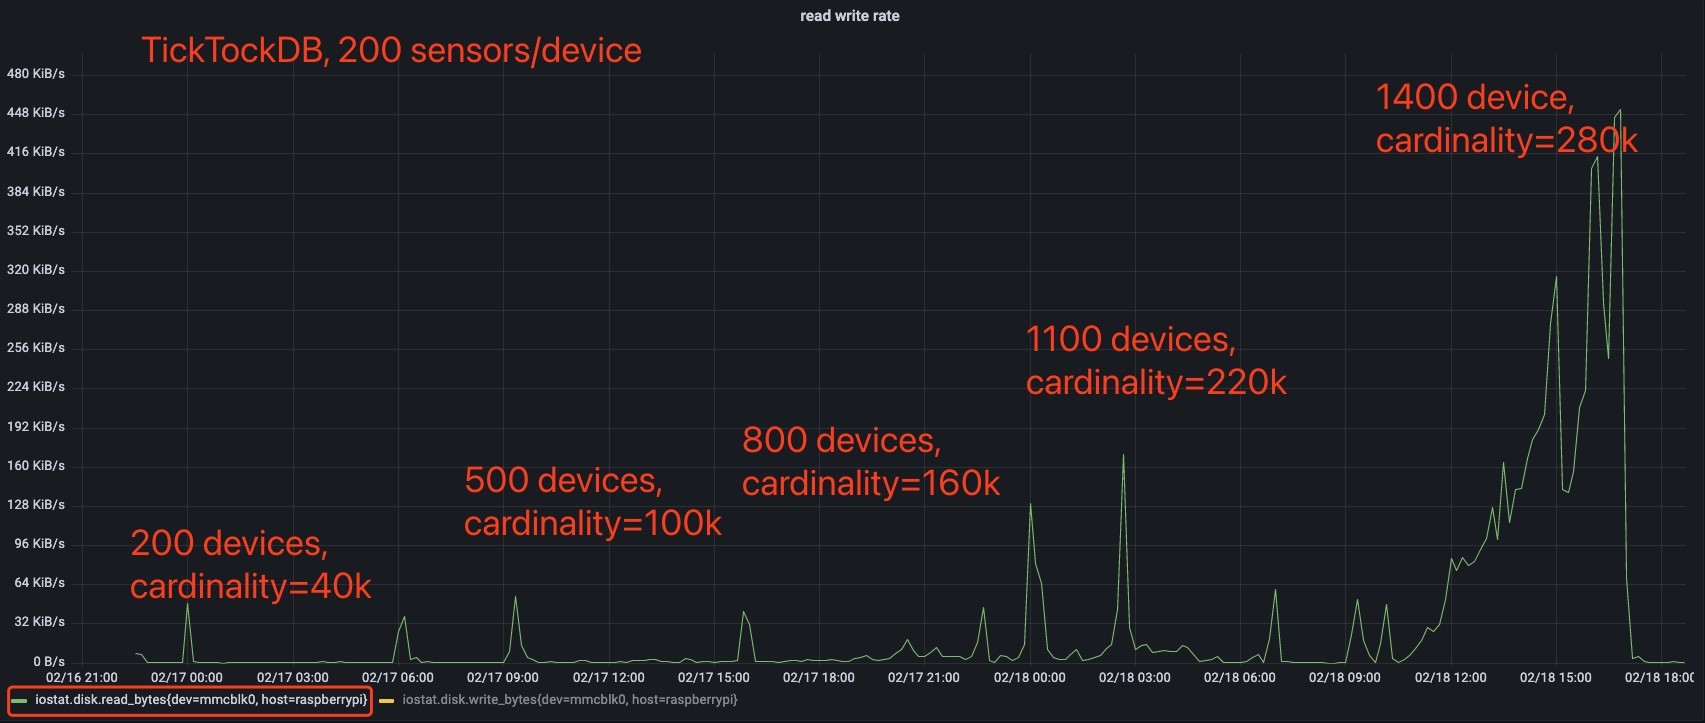 read write rate
TickTockDB, 200 sensors/device
480 KiB/s
448 KiB/s
416 KiB/s
384 KiB/s
352 KiB/s
320 KiB/s
288 KiB/s
256 KiB/s
224 KiB/s
192 KiB/s
160 KiB/s
128 KiB/s
96 KiB/s
64 KiB/s
32 KiB/s
0 B/s
200 devices,
cardinality=40k
500 devices,
cardinality=100k
800 devices,
cardinality=160k
1100 devices,
cardinality=220k
1400 device,
cardinality=280k
02/16 21:00 02/17 00:00 02/17 03:00 02/17 06:00 02/17 09:00 02/17 12:00 02/17 15:00 02/17 18:00 02/17 21:00 02/18 00:00 02/18 03:00 02/18 06:00 02/18 09:00 02/18 12:00 02/18 15:00 02/18 18:00
iostat.disk.read_bytes{dev=mmcblk0, host=raspberrypi} iostat.disk.write_bytes{dev=mmcblk0, host=raspberrypi}